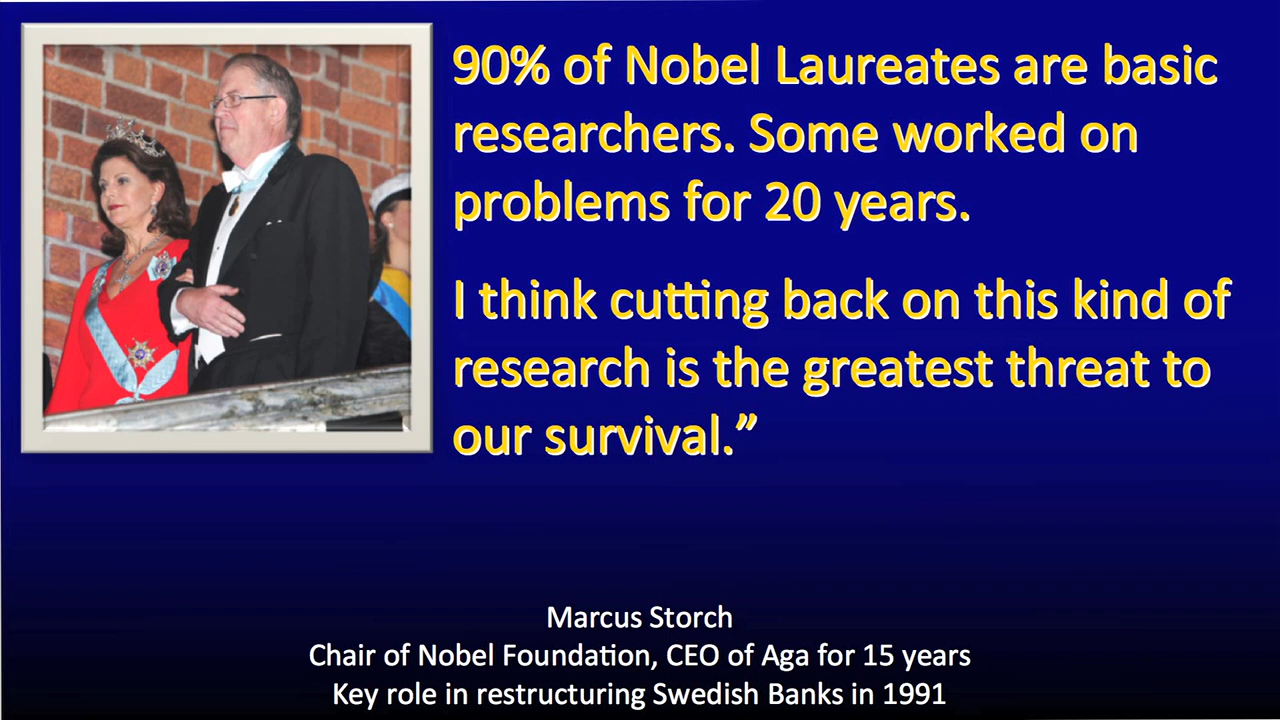 90% of Nobel Laureates are basic
researchers. Some worked on
problems for 20 years.
I think cutting back on this kind of
research is the greatest threat to
our survival.”
Marcus Storch
Chair of Nobel Foundation, CEO of Aga for 15 years
Key role in restructuring Swedish Banks in 1991